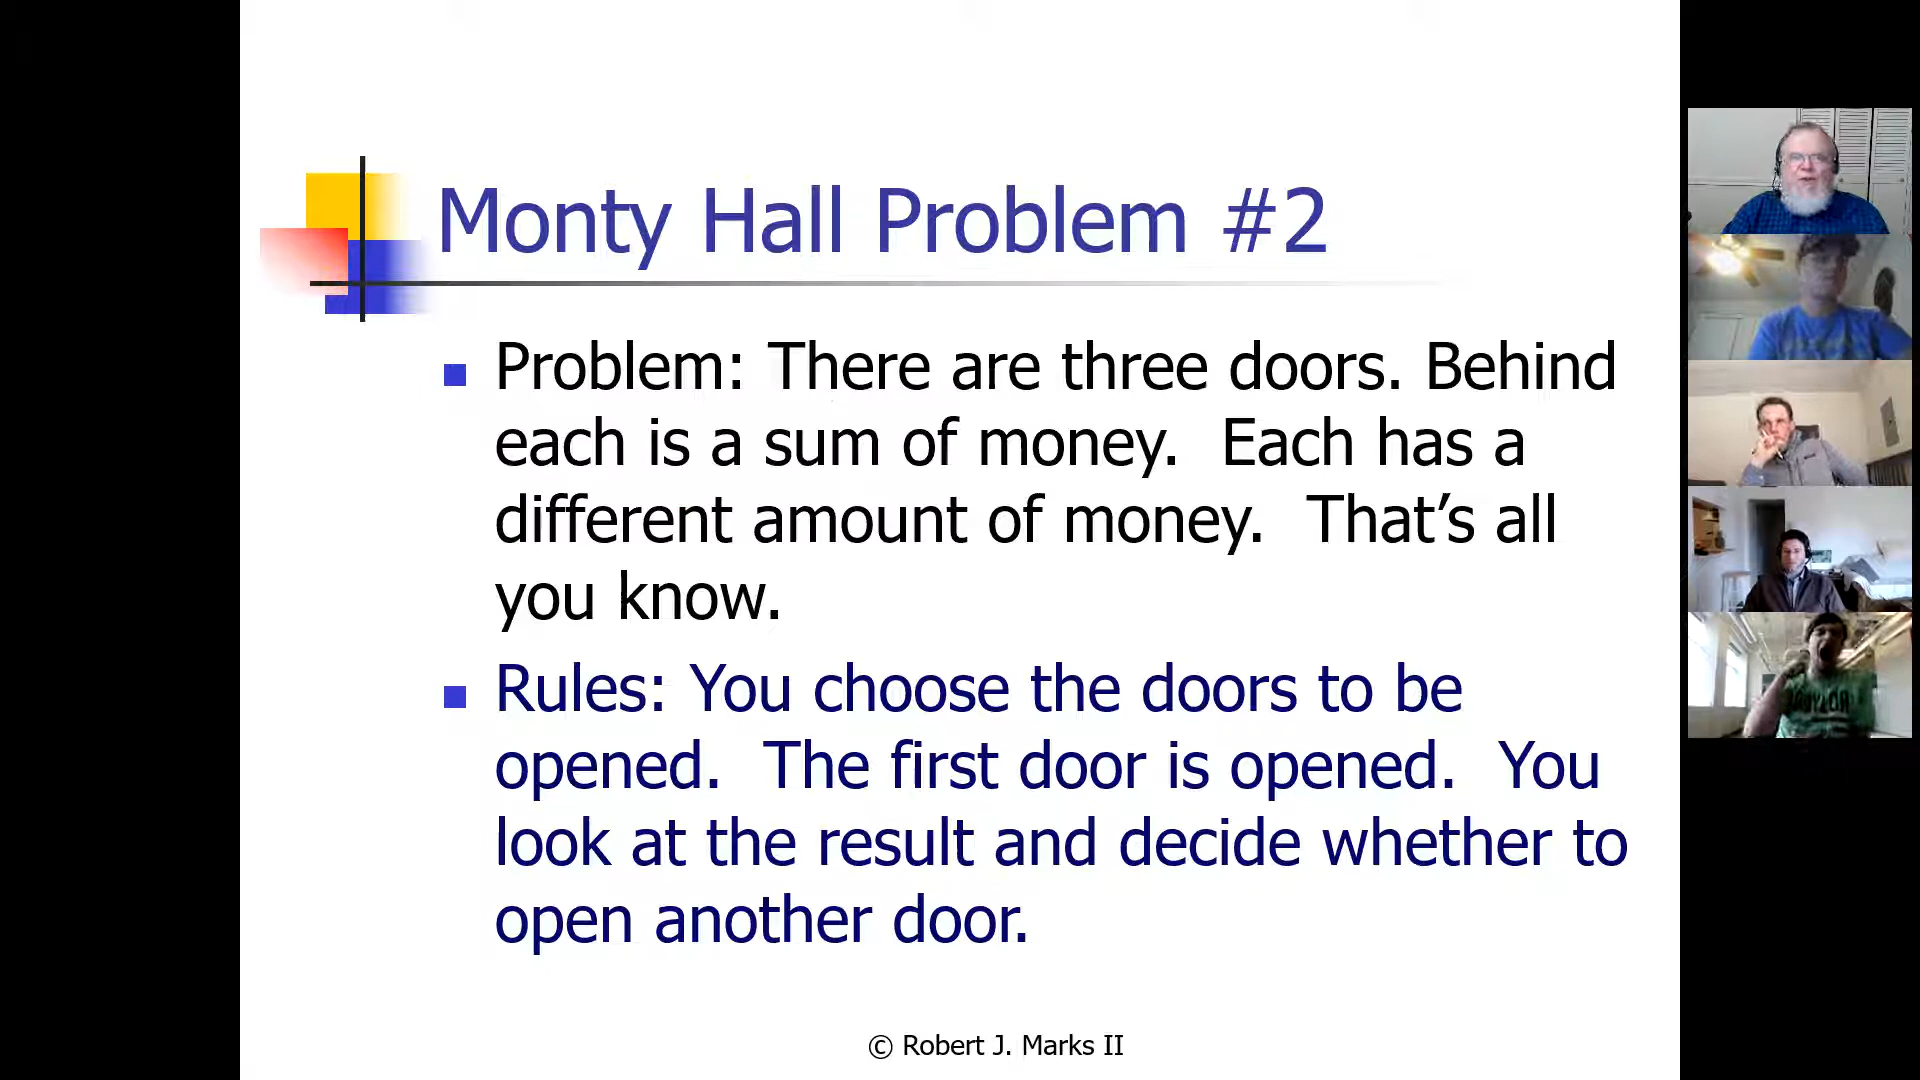 Monty Hall Problem #2
Problem: There are three doors. Behind
each is a sum of money.  Each has a
different amount of money.  That’s all
you know.
Rules: You choose the doors to be
opened.  The first door is opened.  You
look at the result and decide whether to
open another door.
© Robert J. Marks II